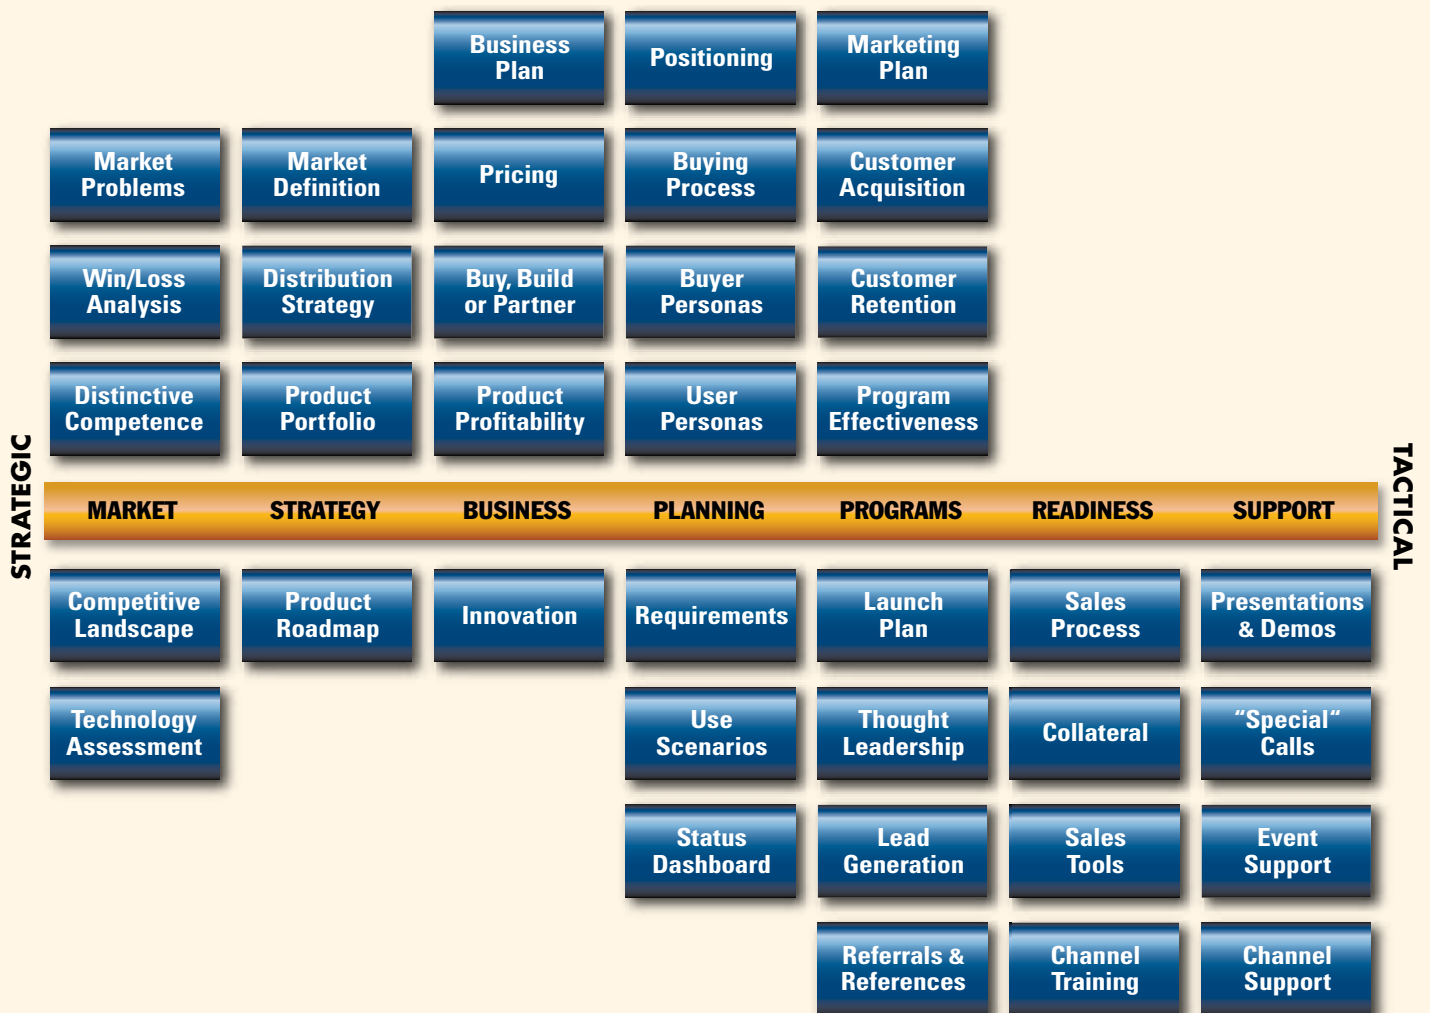 Business
Plan
Positioning
Marketing
Plan
Market
Problems
Market
Definition
Pricing
Buying
Process
Customer
Acquisition
Win/Loss
Analysis
Distribution
Strategy
Buy, Build
or Partner
Buyer
Personas
Customer
Retention
Distinctive
Competence
Product
Portfolio
Product
Profitability
User
Personas
Program
Effectiveness
STRATEGIC
MARKET
STRATEGY
BUSINESS
PLANNING
PROGRAMS
READINESS
SUPPORT
TACTICAL
Competitive
Landscape
Product
Roadmap
Innovation
Requirements
Launch
Plan
Sales
Process
Presentations
& Demos
Technology
Assessment
Use
Scenarios
Thought
Leadership
Collateral
“Special“
Calls
Status
Dashboard
Lead
Generation
Sales
Tools
Event
Support
Referrals &
References
Channel
Training
Channel
Support